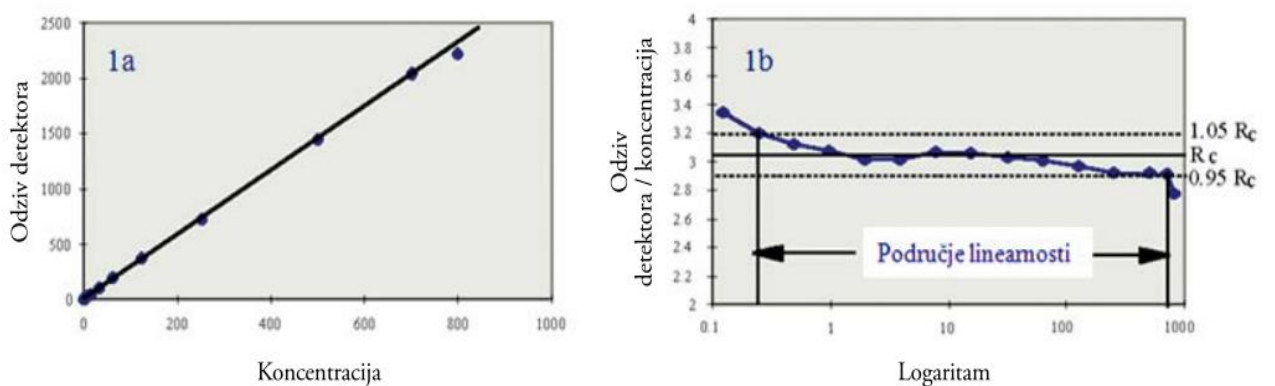 1a
Odziv detektora
2500
2000
1500
1000
500
0
0 200 400 600 800 1000
Koncentracija
1b
Odziv
detektora / koncentracija
4
3.8
3.6
3.4
3.2
3
2.8
2.6
2.4
2.2
2
1.05 Rc
Rc
0.95 Rc
Područje linearnosti
0.1 1 10 100 1000
Logaritam